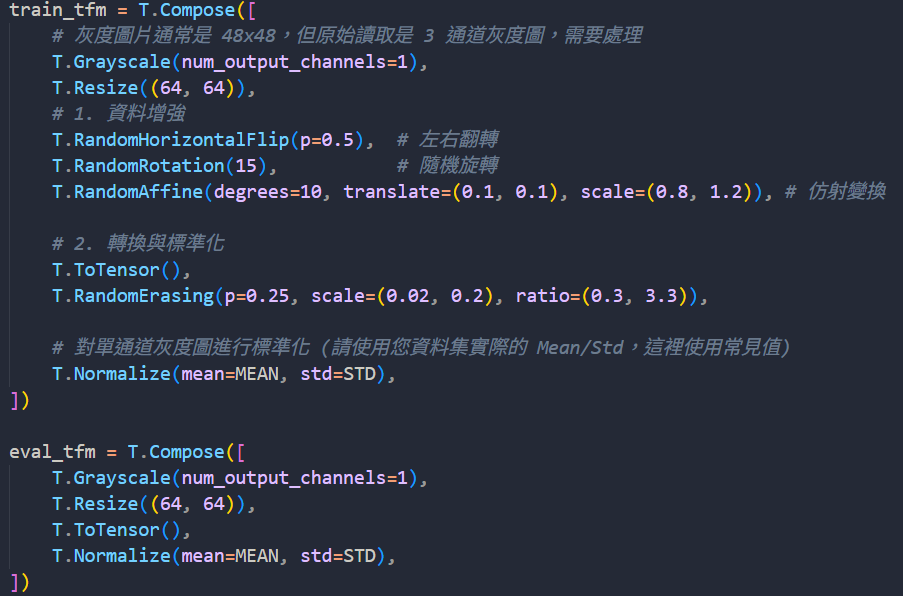 train_tfm = T.Compose([
    # 灰度圖片通常是 48x48，但原始讀取是 3 通道灰度圖，需要處理
    T.Grayscale(num_output_channels=1),
    T.Resize((64, 64)),
    # 1. 資料增強
    T.RandomHorizontalFlip(p=0.5),  # 左右翻轉
    T.RandomRotation(15),           # 隨機旋轉
    T.RandomAffine(degrees=10, translate=(0.1, 0.1), scale=(0.8, 1.2)), # 仿射變換

    # 2. 轉換與標準化
    T.ToTensor(),
    T.RandomErasing(p=0.25, scale=(0.02, 0.2), ratio=(0.3, 3.3)),

    # 對單通道灰度圖進行標準化 (請使用您資料集實際的 Mean/Std，這裡使用常見值)
    T.Normalize(mean=MEAN, std=STD),
])

eval_tfm = T.Compose([
    T.Grayscale(num_output_channels=1),
    T.Resize((64, 64)),
    T.ToTensor(),
    T.Normalize(mean=MEAN, std=STD),
])